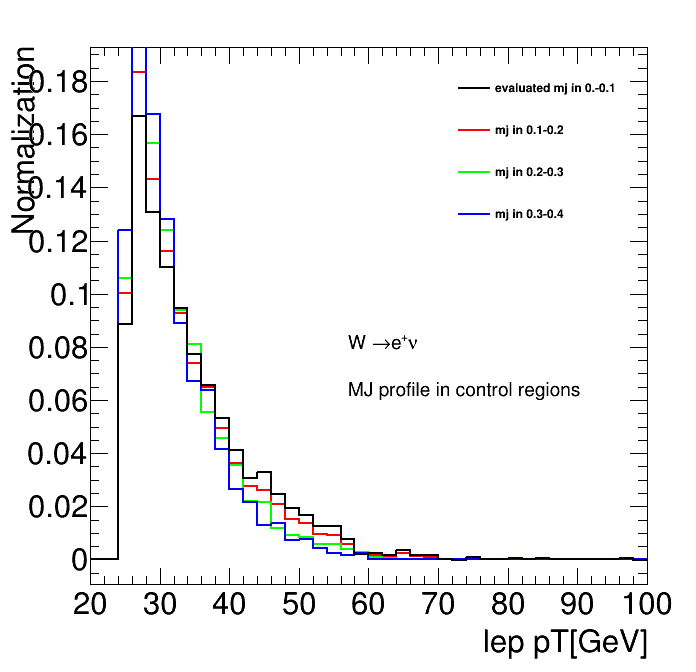 Normalization
0.18
0.16
0.14
0.12
0.1
0.08
0.06
0.04
0.02
0
evaluated mj in 0.-0.1
mj in 0.1-0.2
mj in 0.2-0.3
mj in 0.3-0.4
W →e⁺ν
MJ profile in control regions
20 30 40 50 60 70 80 90 100
lep pT[GeV]